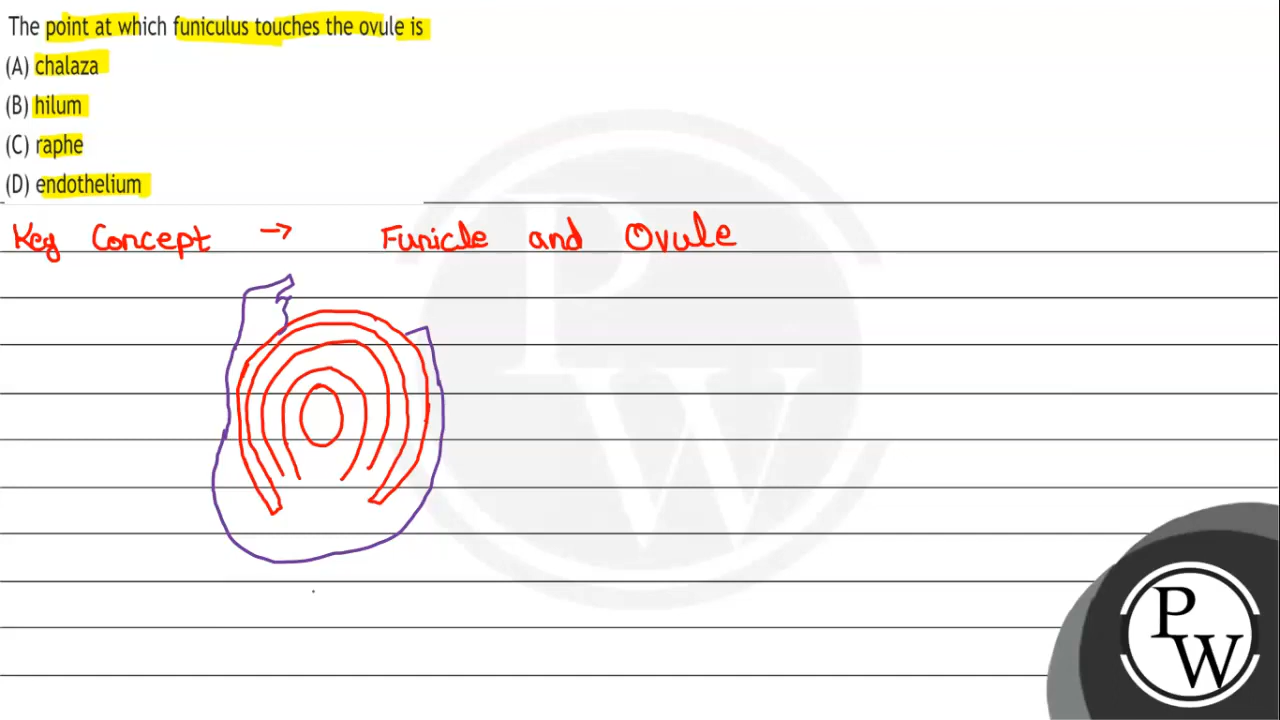 The point at which funiculus touches the ovule is
(A) chalaza
(B) hilum
(C) raphe
(D) endothelium
Key Concept → Funicle and Ovule
P
W
P
W